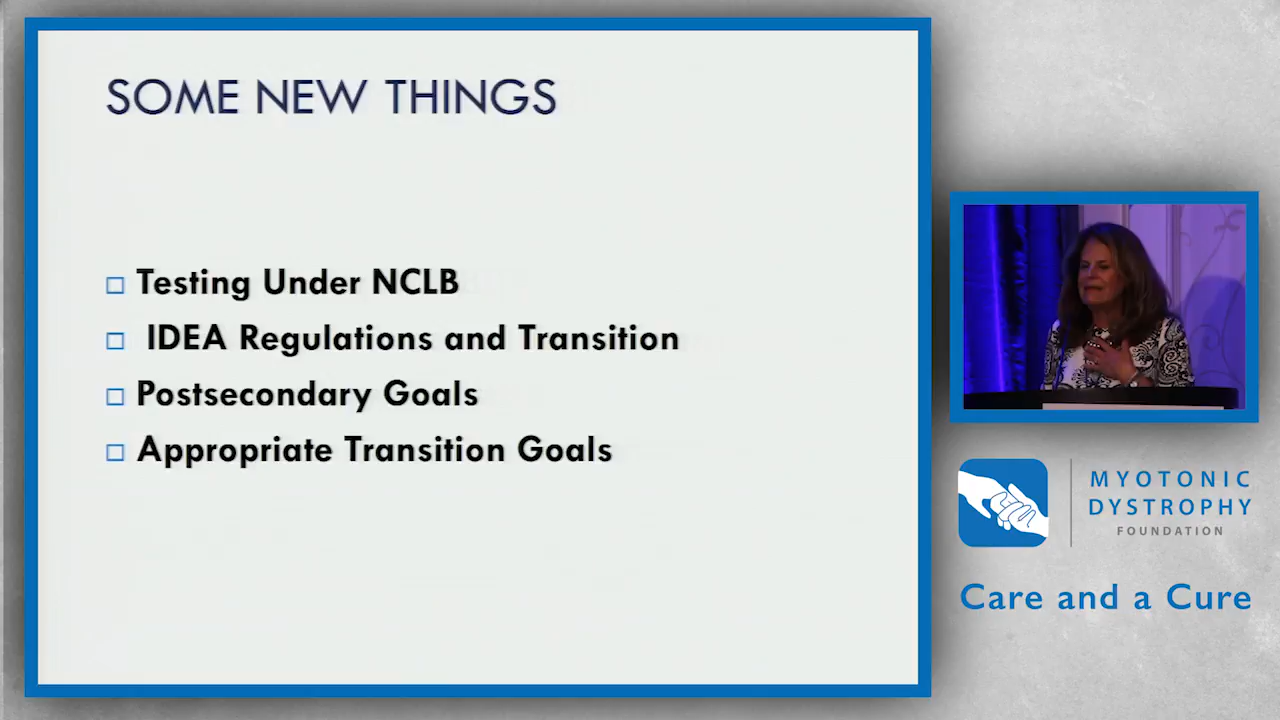 SOME NEW THINGS
Testing Under NCLB
IDEA Regulations and Transition
Postsecondary Goals
Appropriate Transition Goals
MYOTONIC
DYSTROPHY
FOUNDATION
Care and a Cure